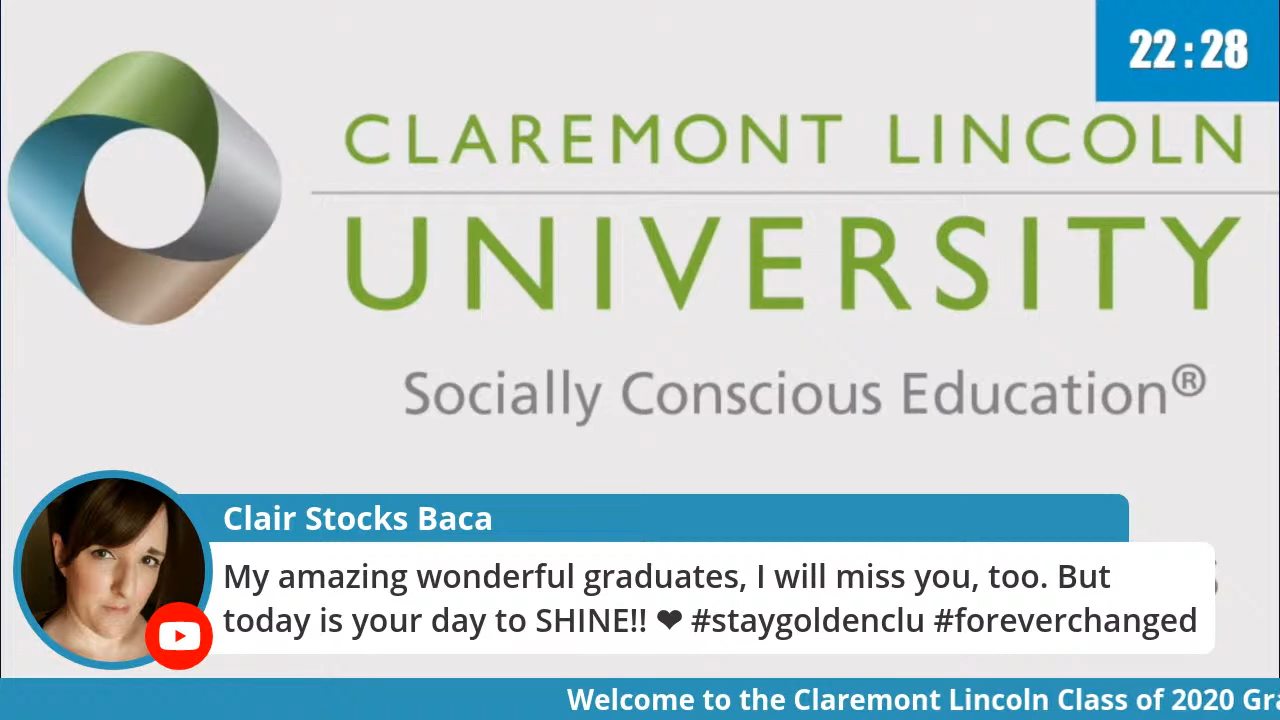 22:28
CLAREMONT LINCOLN
UNIVERSITY
Socially Conscious Education®
Clair Stocks Baca
My amazing wonderful graduates, I will miss you, too. But
today is your day to SHINE!! ❤ #staygoldenclu #foreverchanged
Welcome to the Claremont Lincoln Class of 2020